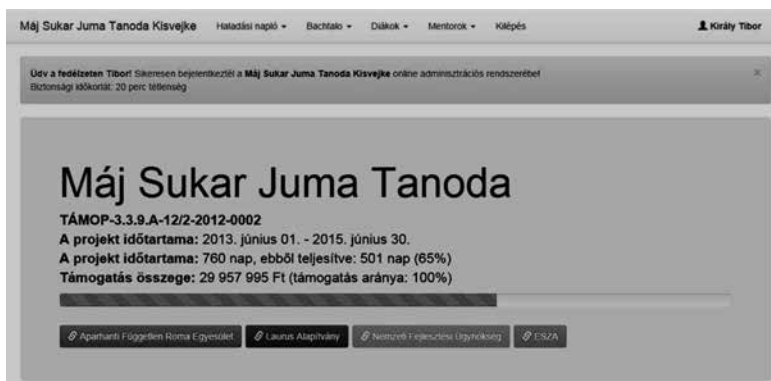 Máj Sukar Juma Tanoda Kisvejke Haladási napló Bachtalo Diákok Mentorok Kilépés Király Tibor
Üdv a fedélzeten Tibor! Sikeresen bejelentkeztél a Máj Sukar Juma Tanoda Kisvejke online adminisztrációs rendszerébe!
Biztonsági időkorlát: 20 perc tétlenség
Máj Sukar Juma Tanoda
TÁMOP-3.3.9.A-12/2-2012-0002
A projekt időtartama: 2013. június 01. - 2015. június 30.
A projekt időtartama: 760 nap, ebből teljesítve: 501 nap (65%)
Támogatás összege: 29 957 995 Ft (támogatás aránya: 100%)
Aparhanti Független Roma Egyesület Laurus Alapítvány Nemzeti Fejlesztési Ügynökség ESZA